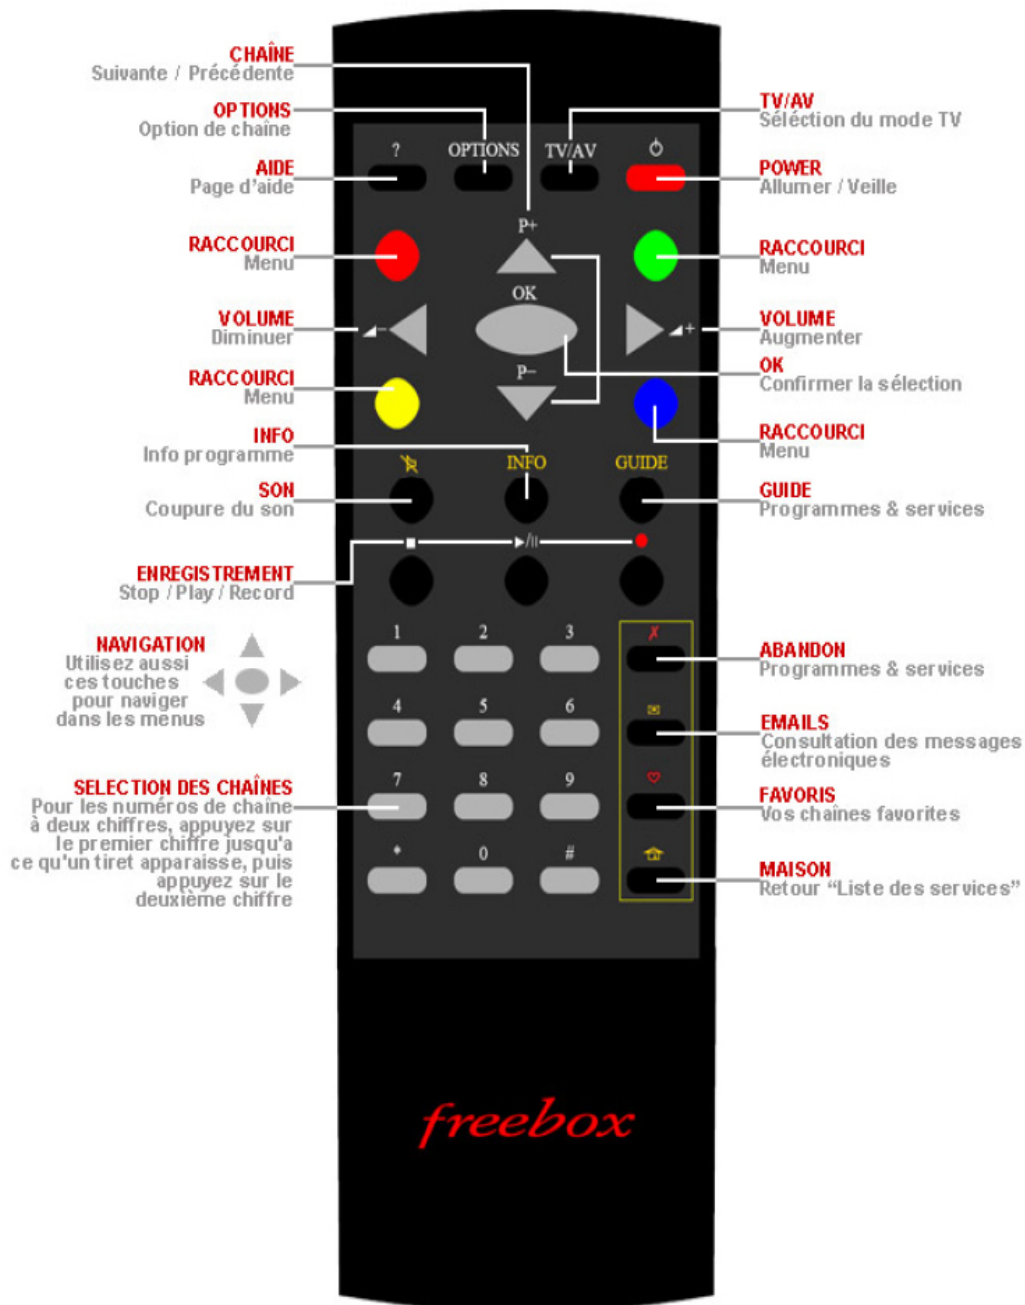 CHAÎNE
Suivante / Précédente
OPTIONS
Option de chaîne
AIDE
Page d'aide
RACCOURCI
Menu
VOLUME
Diminuer
RACCOURCI
Menu
INFO
Info programme
SON
Coupure du son
ENREGISTREMENT
Stop / Play / Record
NAVIGATION
Utilisez aussi
ces touches
pour naviger
dans les menus
SELECTION DES CHAÎNES
Pour les numéros de chaîne
à deux chiffres, appuyez sur
le premier chiffre jusqu'a
ce qu'un tiret apparaisse, puis
appuyez sur le
deuxième chiffre
? OPTIONS TV/AV
P+
OK
- +
P-
INFO GUIDE
1 2 3
4 5 6
7 8 9
* 0 #
freebox
TV/AV
Séléction du mode TV
POWER
Allumer / Veille
RACCOURCI
Menu
VOLUME
Augmenter
OK
Confirmer la sélection
RACCOURCI
Menu
GUIDE
Programmes & services
ABANDON
Programmes & services
EMAILS
Consultation des messages
électroniques
FAVORIS
Vos chaînes favorites
MAISON
Retour “Liste des services”